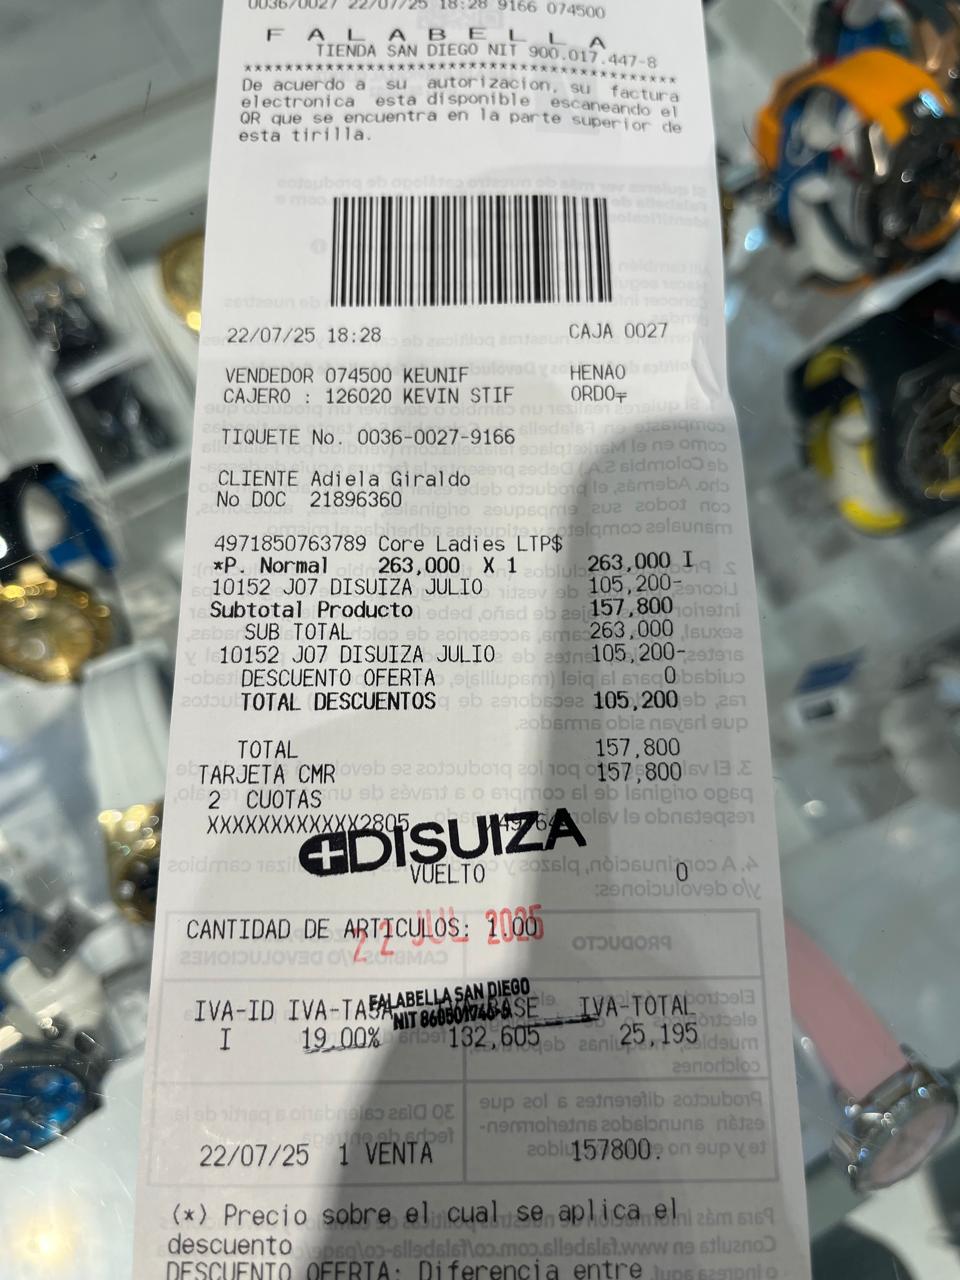 0036/0027 22/07/25 18:28 9166 074500
F A L A B E L L A
TIENDA SAN DIEGO NIT 900.017.447-8
****************************************
De acuerdo a su autorizacion, su factura
electronica esta disponible escaneando el
QR que se encuentra en la parte superior de
esta tirilla.
22/07/25 18:28 CAJA 0027
VENDEDOR 074500 KEUNIF HENAO
CAJERO : 126020 KEVIN STIF ORDO
TIQUETE No. 0036-0027-9166
CLIENTE Adiela Giraldo
No DOC 21896360
4971850763789 Core Ladies LTP$
*P. Normal 263,000 X 1 263,000 I
10152 J07 DISUIZA JULIO 105,200-
Subtotal Producto 157,800
SUB TOTAL 263,000
10152 J07 DISUIZA JULIO 105,200-
DESCUENTO OFERTA 0
TOTAL DESCUENTOS 105,200
TOTAL 157,800
TARJETA CMR 157,800
2 CUOTAS
XXXXXXXXXXXX2805
DISUIZA
VUELTO 0
CANTIDAD DE ARTICULOS: 1.00
22 JUL 2025
FALABELLA SAN DIEGO
IVA-ID IVA-TASA BASE IVA-TOTAL
NIT
I 19.00% 132,605 25,195
22/07/25 1 VENTA 157800.
(*) Precio sobre el cual se aplica el
descuento
DESCUENTO OFERTA: Diferencia entre